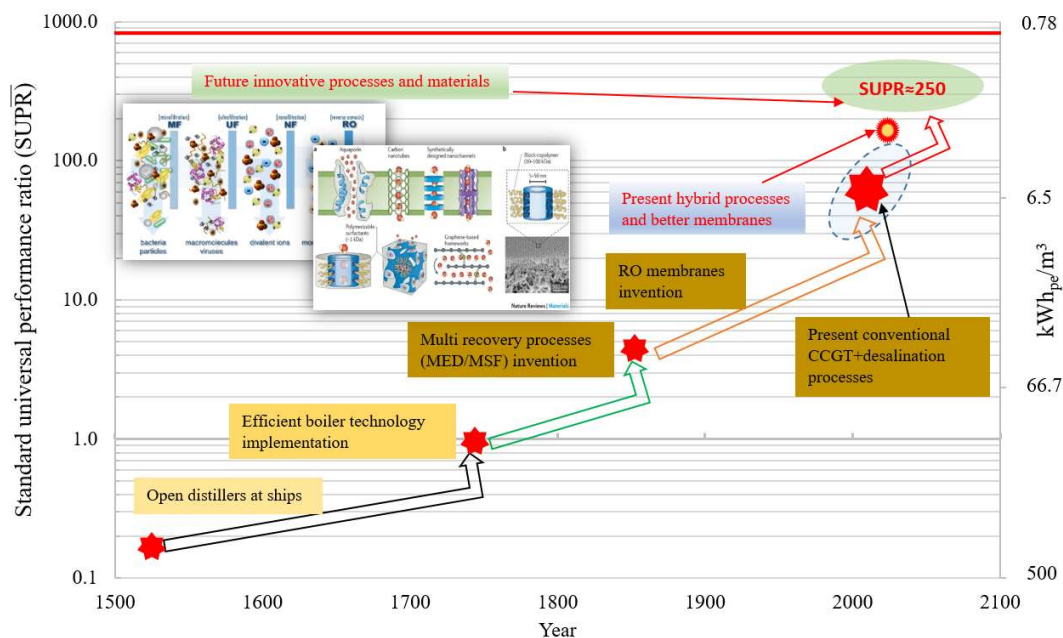 1000.0
100.0
10.0
1.0
0.1
Standard universal performance ratio (SUPR)
1500
1600
1700
1800
1900
2000
2100
Year
0.78
6.5
66.7
500
kWhpe/m3
Future innovative processes and materials
SUPR≈250
Present hybrid processes
and better membranes
RO membranes
invention
Present conventional
CCGT+desalination
processes
Multi recovery processes
(MED/MSF) invention
Efficient boiler technology
implementation
Open distillers at ships
MF
UF
NF
RO
bacteria
particles
macromolecules
viruses
divalent ions
a
Aquaporin
Carbon
nanotubes
Synthetically
designed nanochannels
b
Block copolymer
Polymerizable
surfactants
(~1 kDa)
Graphene-based
frameworks
Nature Reviews | Materials